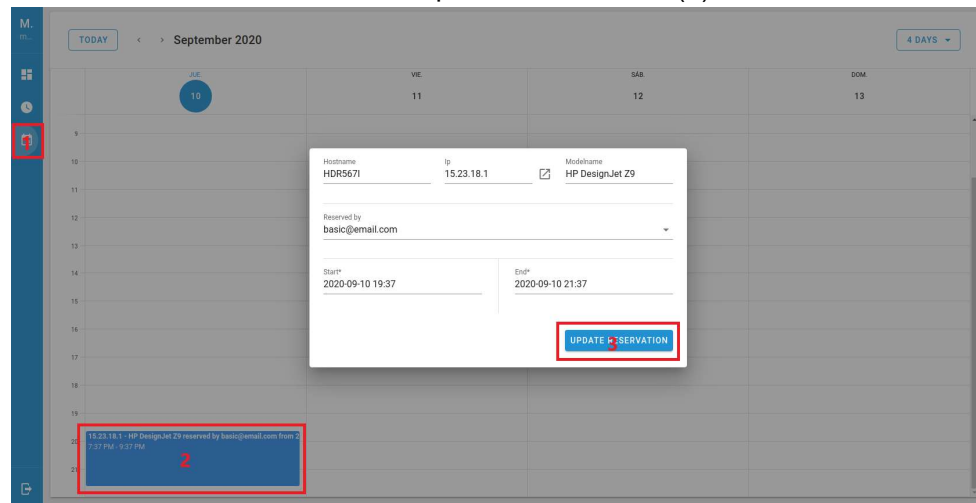 M.
m...
TODAY
September 2020
4 DAYS
JUE.
VIE.
SÁB.
DOM.
10
11
12
13
1
9
10
11
12
13
14
15
16
17
18
19
20
21
Hostname
HDR567I
Ip
15.23.18.1
Modelname
HP DesignJet Z9
Reserved by
basic@email.com
Start*
2020-09-10 19:37
End*
2020-09-10 21:37
UPDATE RESERVATION
3
15.23.18.1 - HP DesignJet Z9 reserved by basic@email.com from 2
7:37 PM - 9:37 PM
2